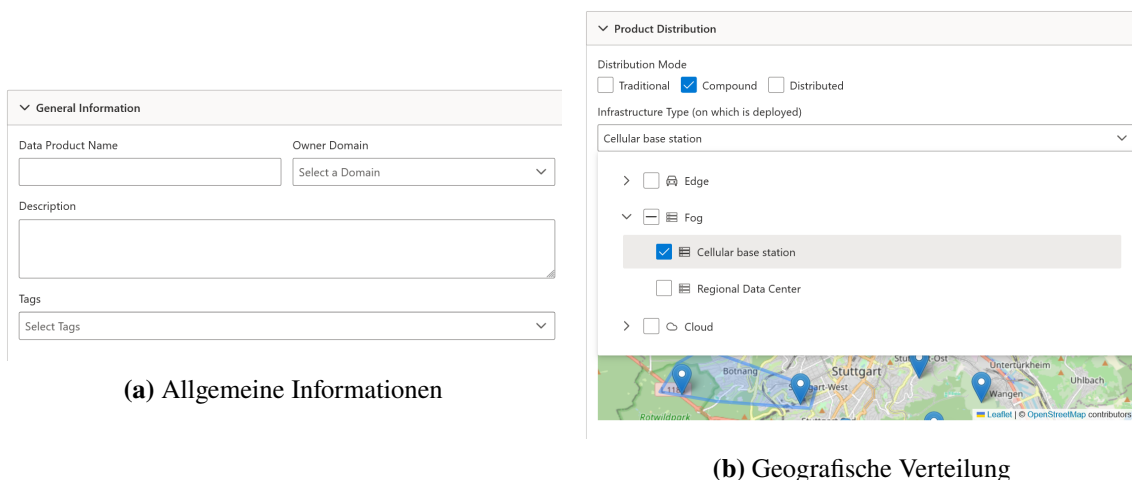 General Information
Data Product Name
Owner Domain
Select a Domain
Description
Tags
Select Tags
(a) Allgemeine Informationen
Product Distribution
Distribution Mode
Traditional Compound Distributed
Infrastructure Type (on which is deployed)
Cellular base station
Edge
Fog
Cellular base station
Regional Data Center
Cloud
Botnang
Stuttgart
Untertürkheim
Uhlbach
Wangen
Rotwildpark
Leaflet | © OpenStreetMap contributors
(b) Geografische Verteilung